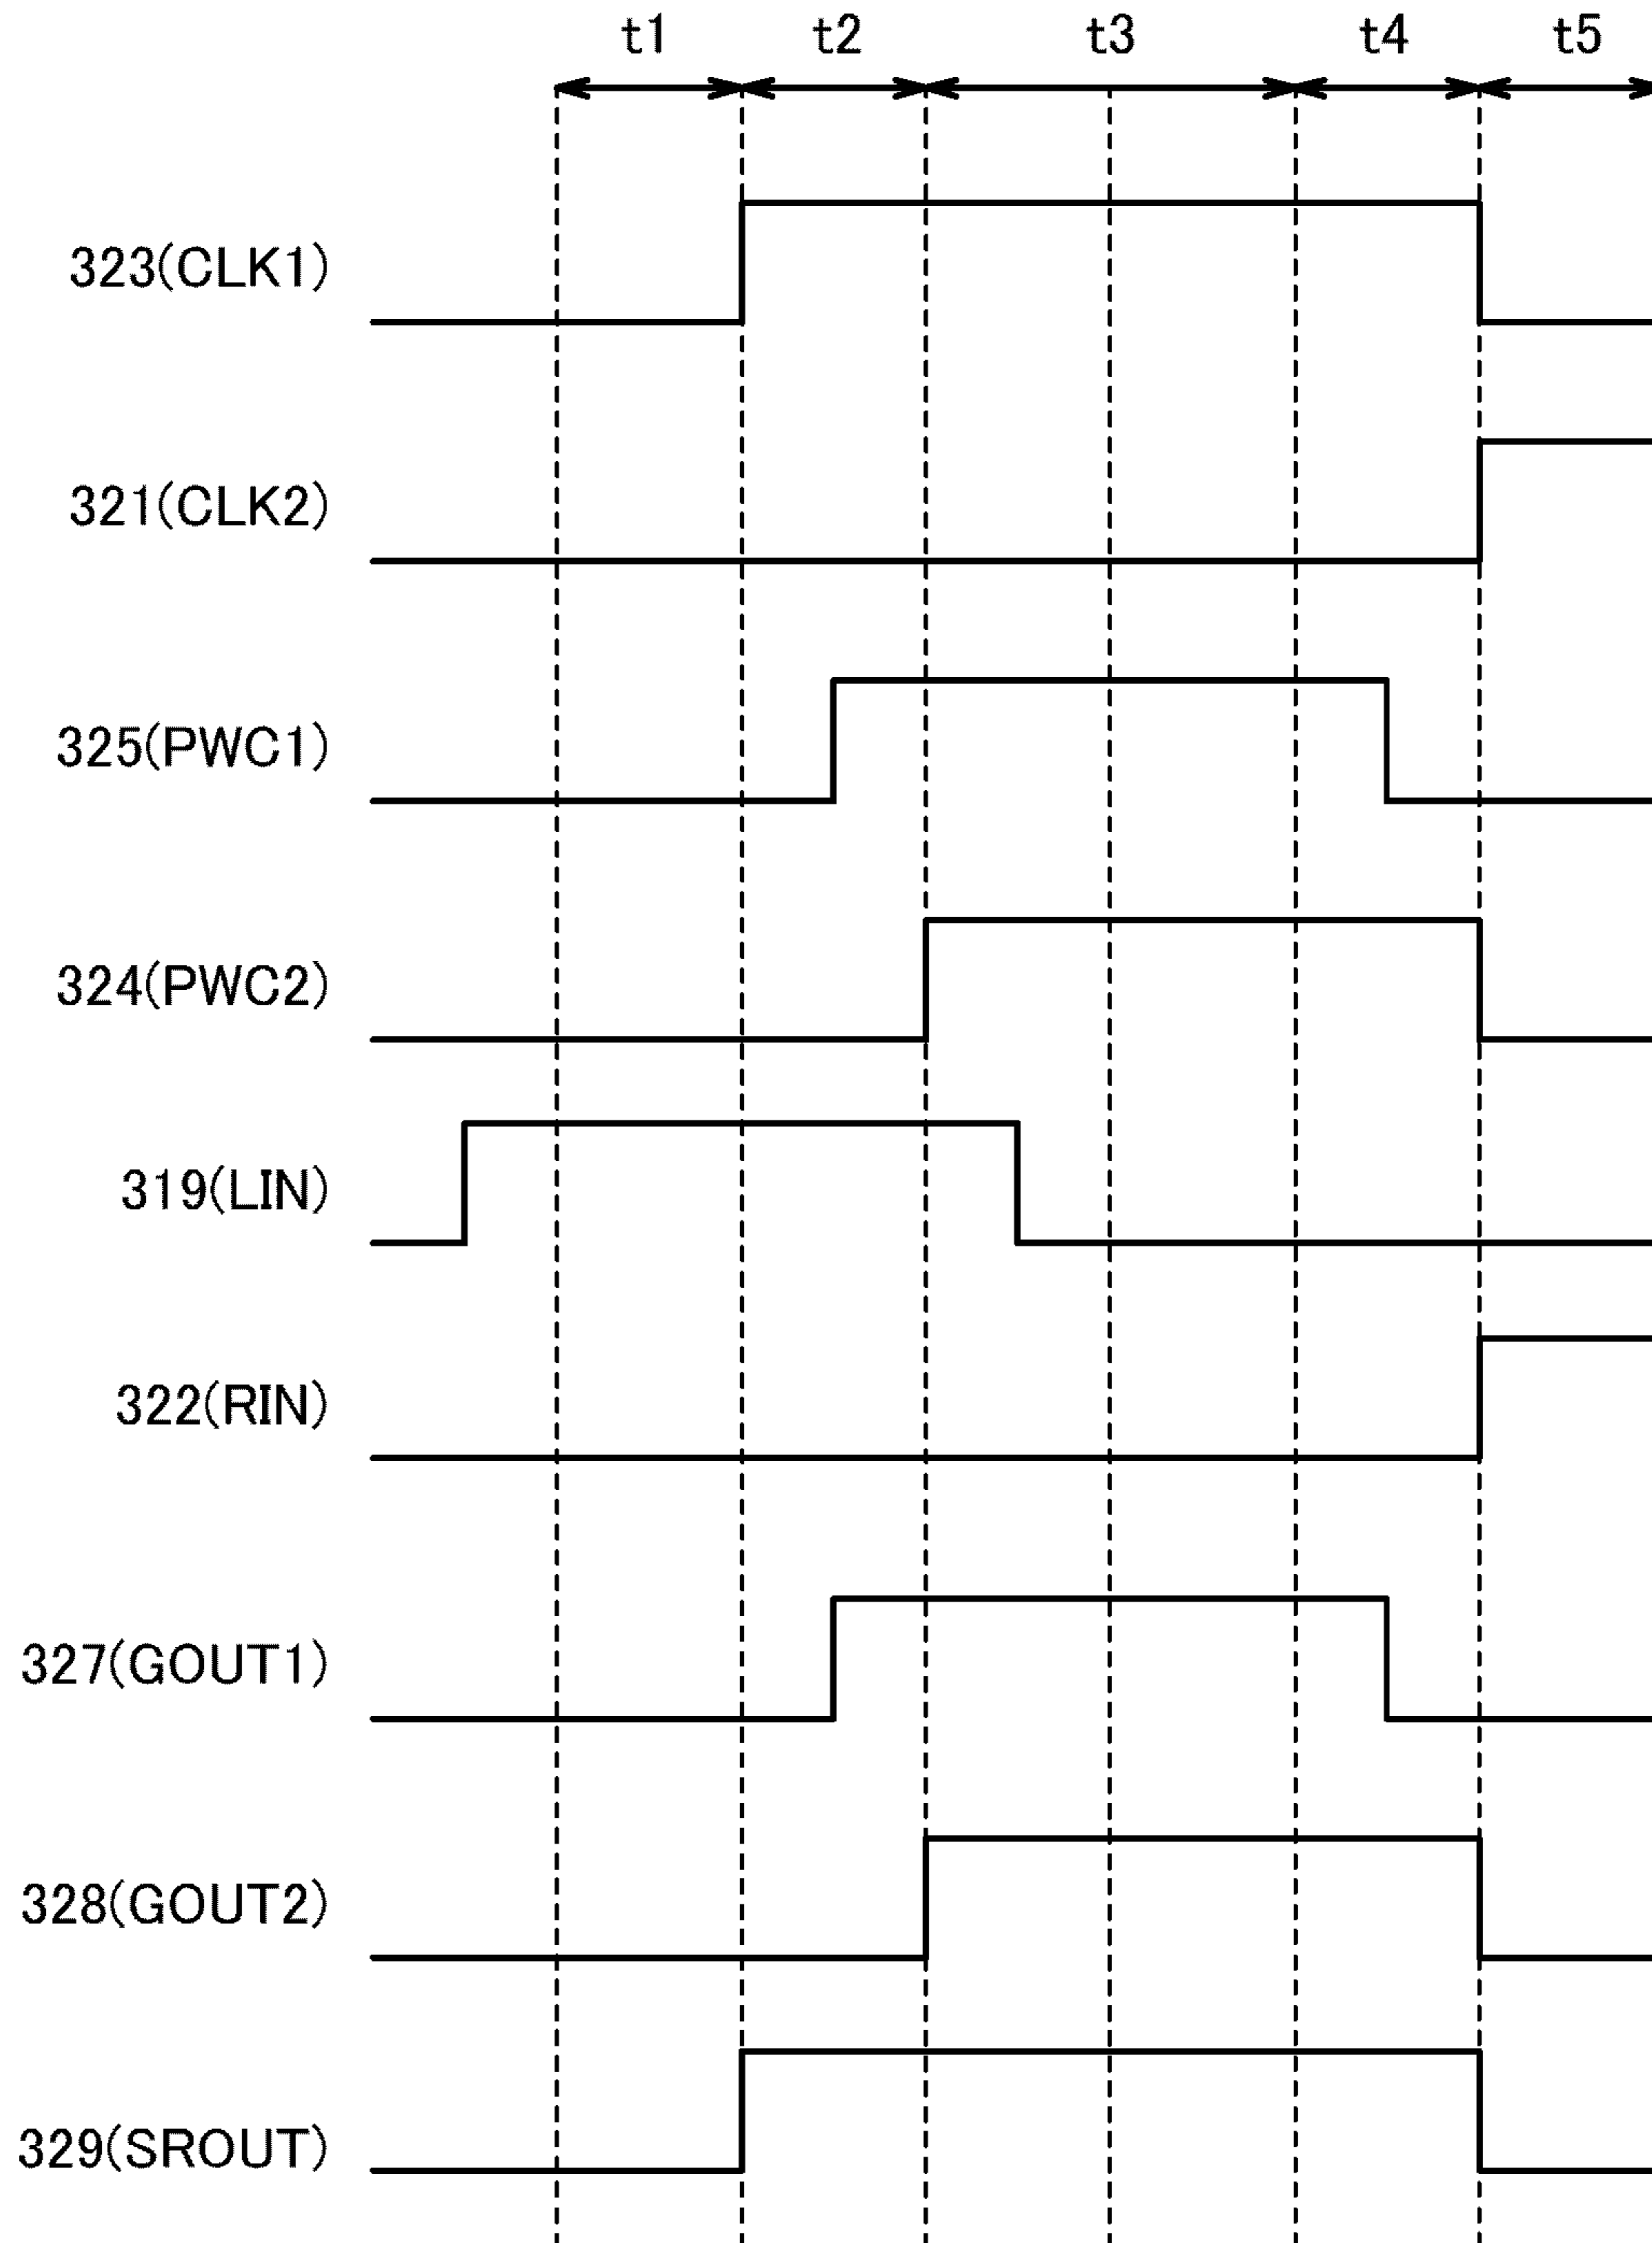 t1 t2 t3 t4 t5
323(CLK1)
321(CLK2)
325(PWC1)
324(PWC2)
319(LIN)
322(RIN)
327(GOUT1)
328(GOUT2)
329(SROUT)